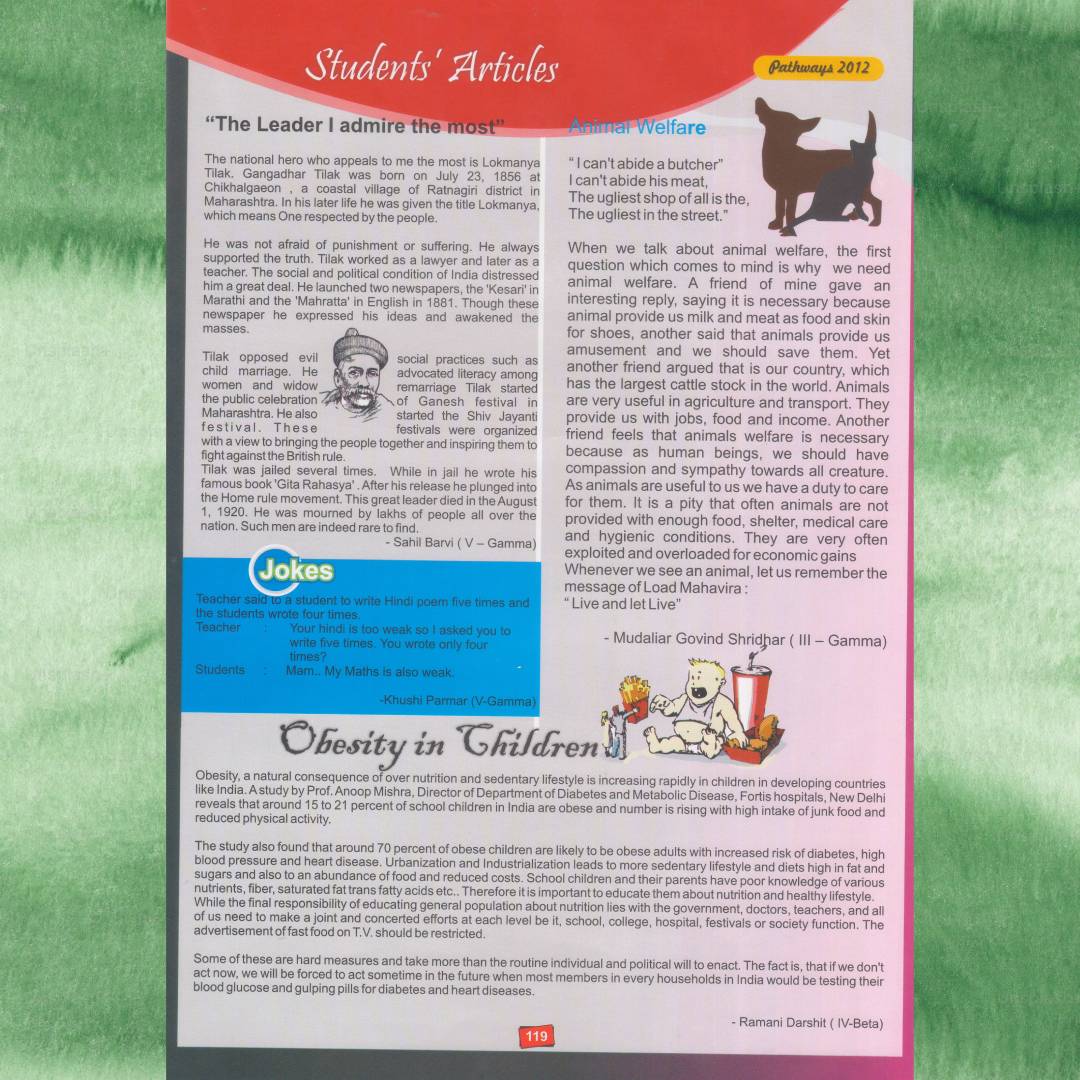 Students' Articles
Pathways 2012
“The Leader I admire the most”
The national hero who appeals to me the most is Lokmanya
Tilak. Gangadhar Tilak was born on July 23, 1856 at
Chikhalgaeon , a coastal village of Ratnagiri district in
Maharashtra. In his later life he was given the title Lokmanya,
which means One respected by the people.
He was not afraid of punishment or suffering. He always
supported the truth. Tilak worked as a lawyer and later as a
teacher. The social and political condition of India distressed
him a great deal. He launched two newspapers, the 'Kesari' in
Marathi and the 'Mahratta' in English in 1881. Though these
newspaper he expressed his ideas and awakened the
masses.
Tilak opposed evil social practices such as
child marriage. He advocated literacy among
women and widow remarriage Tilak started
the public celebration of Ganesh festival in
Maharashtra. He also started the Shiv Jayanti
festival. These festivals were organized
with a view to bringing the people together and inspiring them to
fight against the British rule.
Tilak was jailed several times. While in jail he wrote his
famous book 'Gita Rahasya' . After his release he plunged into
the Home rule movement. This great leader died in the August
1, 1920. He was mourned by lakhs of people all over the
nation. Such men are indeed rare to find.
- Sahil Barvi ( V – Gamma)
Jokes
Teacher said to a student to write Hindi poem five times and
the students wrote four times.
Teacher : Your hindi is too weak so I asked you to
write five times. You wrote only four
times?
Students : Mam.. My Maths is also weak.
-Khushi Parmar (V-Gamma)
Animal Welfare
“ I can't abide a butcher”
I can't abide his meat,
The ugliest shop of all is the,
The ugliest in the street.”
When we talk about animal welfare, the first
question which comes to mind is why we need
animal welfare. A friend of mine gave an
interesting reply, saying it is necessary because
animal provide us milk and meat as food and skin
for shoes, another said that animals provide us
amusement and we should save them. Yet
another friend argued that is our country, which
has the largest cattle stock in the world. Animals
are very useful in agriculture and transport. They
provide us with jobs, food and income. Another
friend feels that animals welfare is necessary
because as human beings, we should have
compassion and sympathy towards all creature.
As animals are useful to us we have a duty to care
for them. It is a pity that often animals are not
provided with enough food, shelter, medical care
and hygienic conditions. They are very often
exploited and overloaded for economic gains
Whenever we see an animal, let us remember the
message of Load Mahavira :
“ Live and let Live”
- Mudaliar Govind Shridhar ( III – Gamma)
Obesity in Children
Obesity, a natural consequence of over nutrition and sedentary lifestyle is increasing rapidly in children in developing countries
like India. A study by Prof. Anoop Mishra, Director of Department of Diabetes and Metabolic Disease, Fortis hospitals, New Delhi
reveals that around 15 to 21 percent of school children in India are obese and number is rising with high intake of junk food and
reduced physical activity.
The study also found that around 70 percent of obese children are likely to be obese adults with increased risk of diabetes, high
blood pressure and heart disease. Urbanization and Industrialization leads to more sedentary lifestyle and diets high in fat and
sugars and also to an abundance of food and reduced costs. School children and their parents have poor knowledge of various
nutrients, fiber, saturated fat trans fatty acids etc.. Therefore it is important to educate them about nutrition and healthy lifestyle.
While the final responsibility of educating general population about nutrition lies with the government, doctors, teachers, and all
of us need to make a joint and concerted efforts at each level be it, school, college, hospital, festivals or society function. The
advertisement of fast food on T.V. should be restricted.
Some of these are hard measures and take more than the routine individual and political will to enact. The fact is, that if we don't
act now, we will be forced to act sometime in the future when most members in every households in India would be testing their
blood glucose and gulping pills for diabetes and heart diseases.
- Ramani Darshit ( IV-Beta)
119